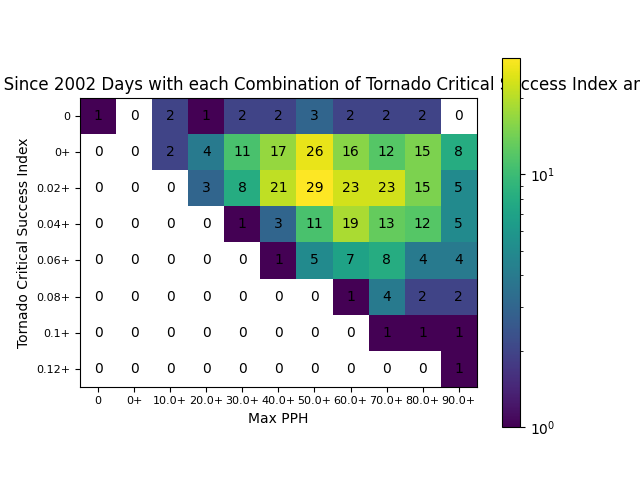 Since 2002 Days with each Combination of Tornado Critical Success Index
Tornado Critical Success Index
0 1 0 2 1 2 2 3 2 2 2 0
0+ 0 0 2 4 11 17 26 16 12 15 8
0.02+ 0 0 0 3 8 21 29 23 23 15 5
0.04+ 0 0 0 0 1 3 11 19 13 12 5
0.06+ 0 0 0 0 0 1 5 7 8 4 4
0.08+ 0 0 0 0 0 0 0 1 4 2 2
0.1+ 0 0 0 0 0 0 0 0 1 1 1
0.12+ 0 0 0 0 0 0 0 0 0 0 1
0 0+ 10.0+ 20.0+ 30.0+ 40.0+ 50.0+ 60.0+ 70.0+ 80.0+ 90.0+
Max PPH
10¹
10⁰